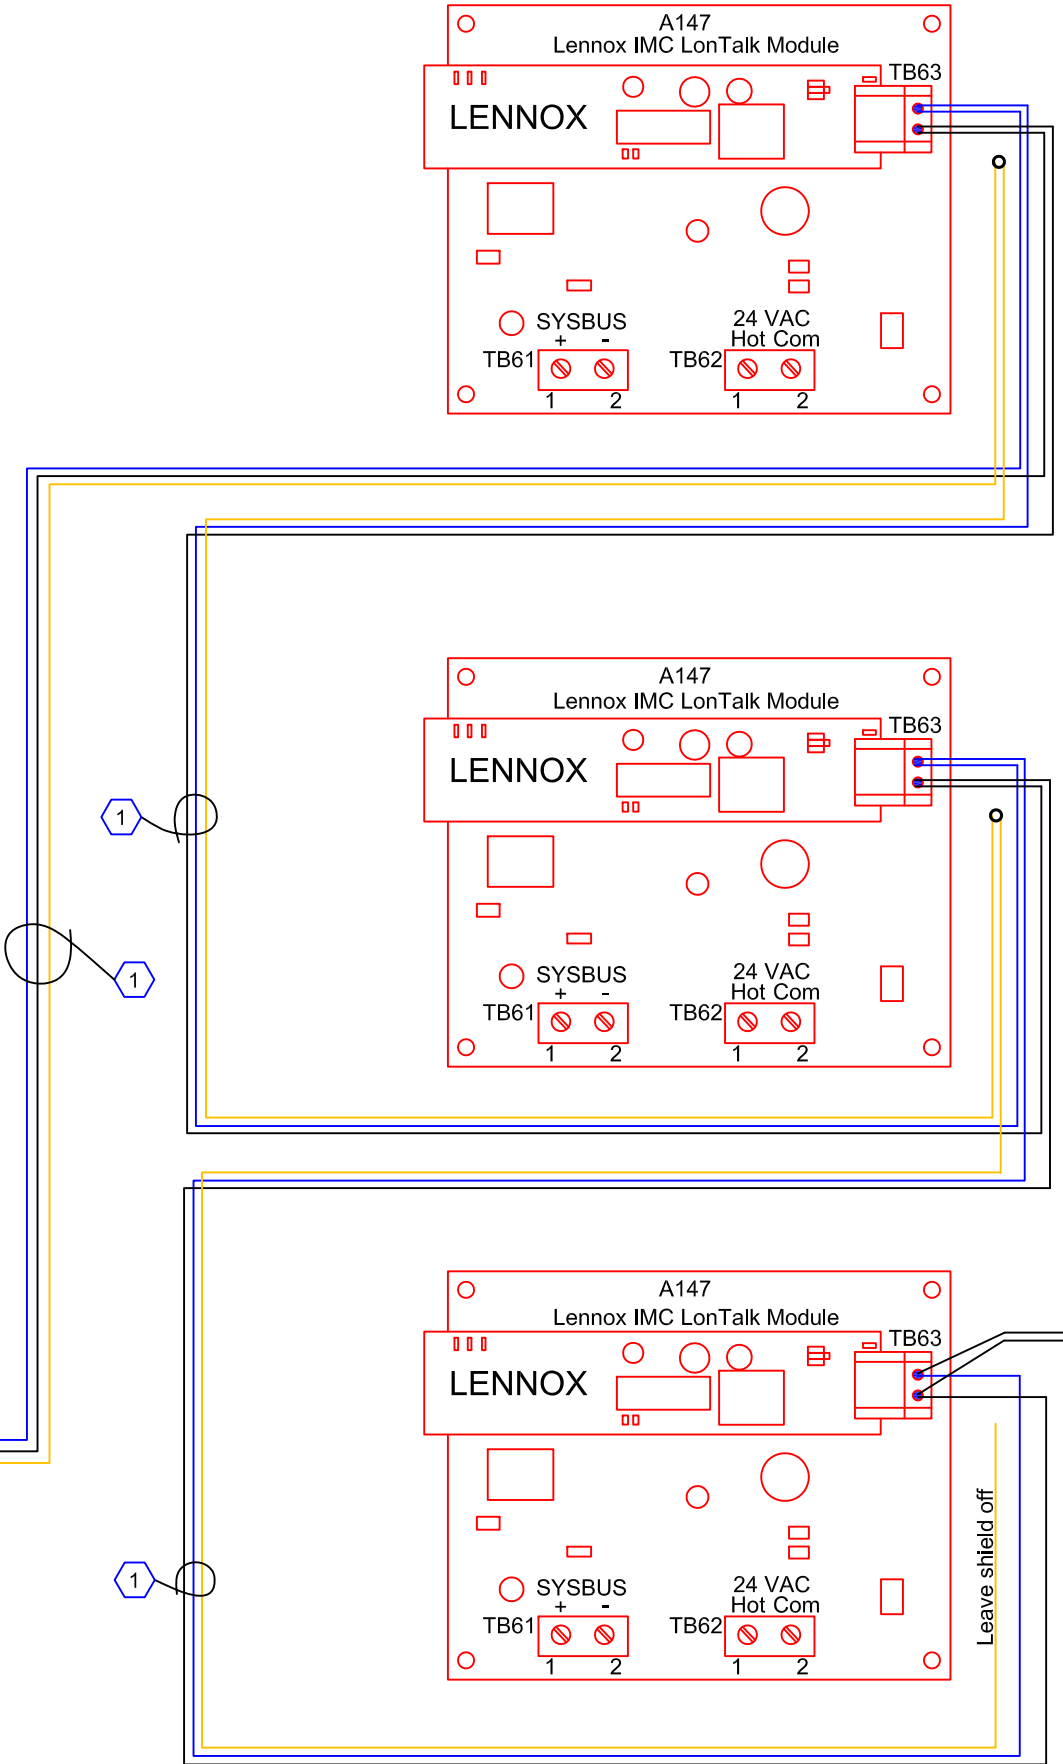 A147
Lennox IMC LonTalk Module
TB63
LENNOX
SYSBUS
24 VAC
+ -
Hot Com
TB61
TB62
1 2
1 2
A147
Lennox IMC LonTalk Module
TB63
LENNOX
1
1
SYSBUS
24 VAC
+ -
Hot Com
TB61
TB62
1 2
1 2
A147
Lennox IMC LonTalk Module
TB63
LENNOX
Leave shield off
1
SYSBUS
24 VAC
+ -
Hot Com
TB61
TB62
1 2
1 2